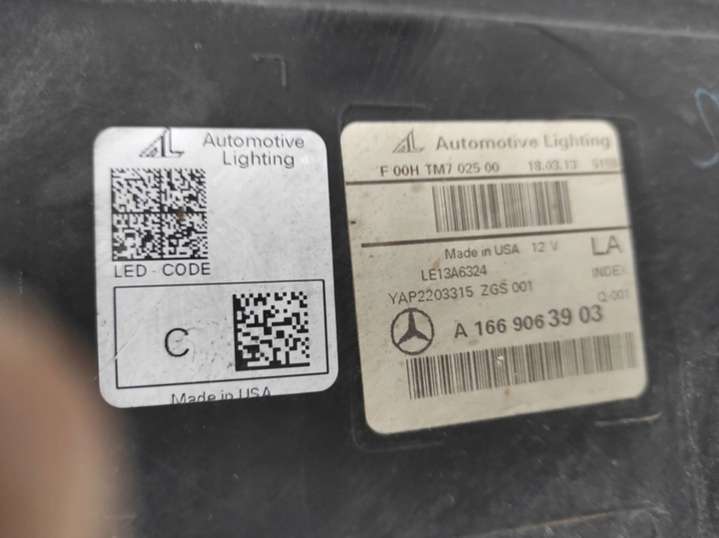 Automotive
Lighting
LED - CODE
C
Made in USA
Automotive Lighting
F 00H TM7 025 00 18.03.13
Made in USA 12 V LA
LE13A6324 INDEX
YAP2203315 ZGS 001 Q-001
A 166 906 39 03